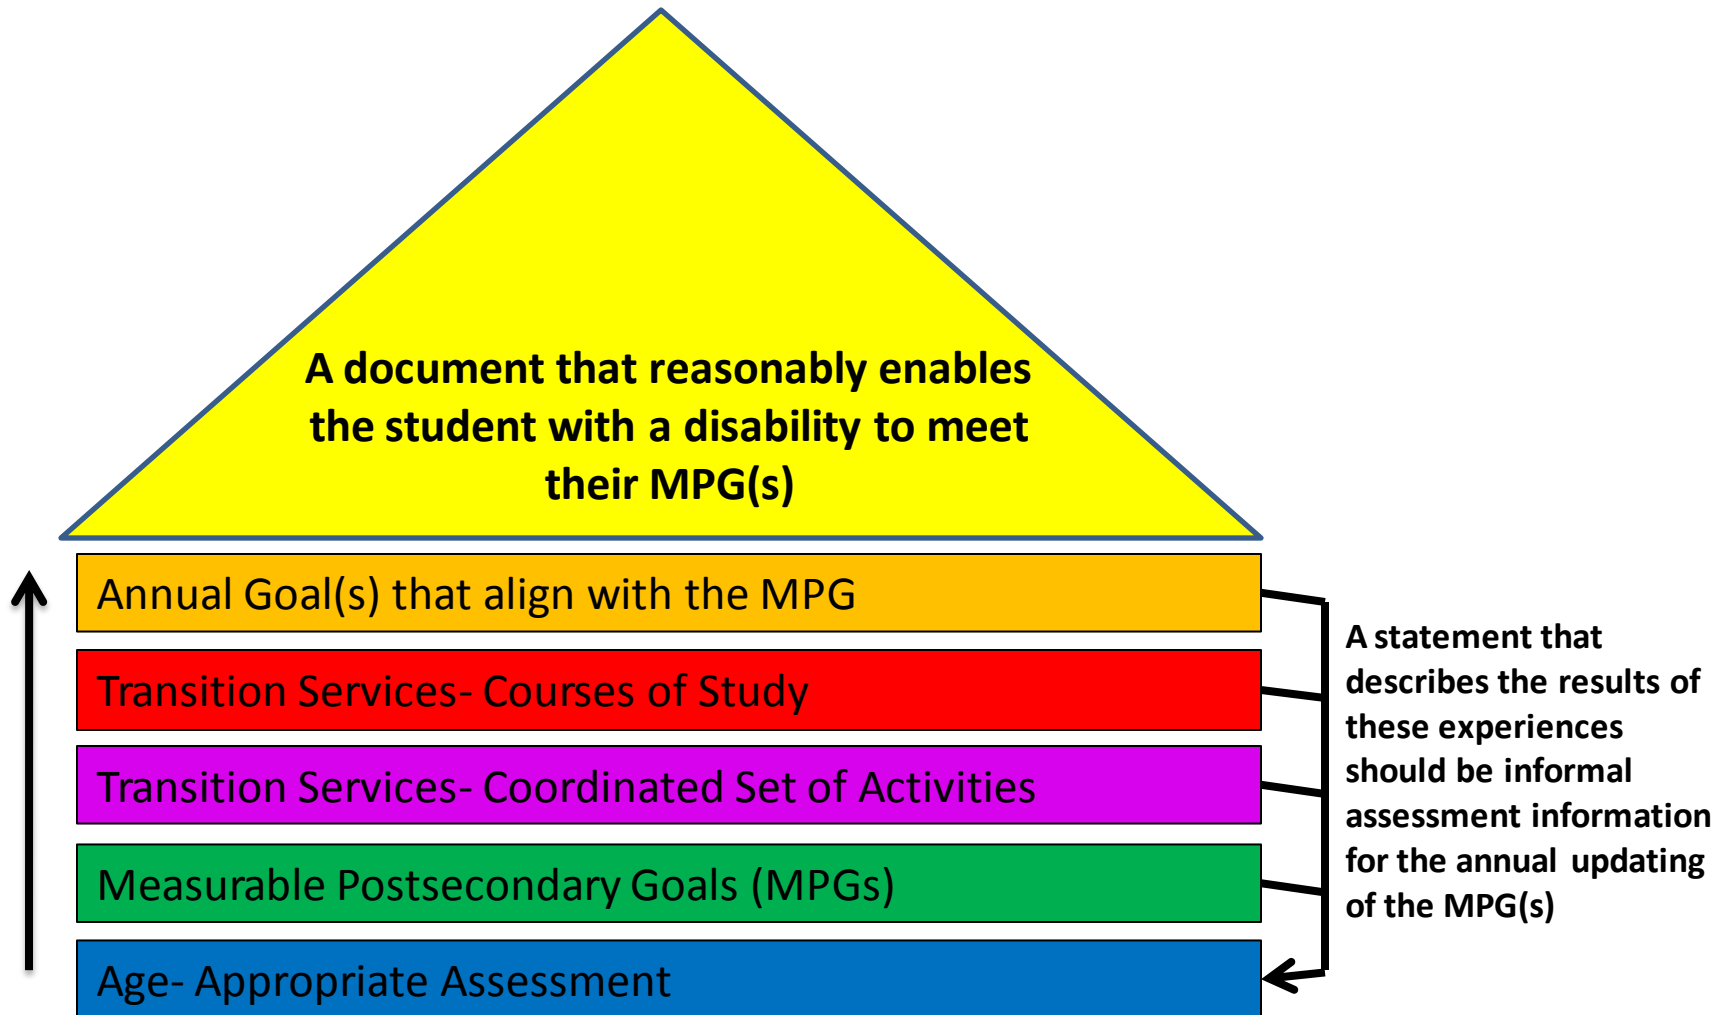 A document that reasonably enables
the student with a disability to meet
their MPG(s)
Annual Goal(s) that align with the MPG
Transition Services- Courses of Study
Transition Services- Coordinated Set of Activities
Measurable Postsecondary Goals (MPGs)
Age- Appropriate Assessment
A statement that
describes the results of
these experiences
should be informal
assessment information
for the annual updating
of the MPG(s)